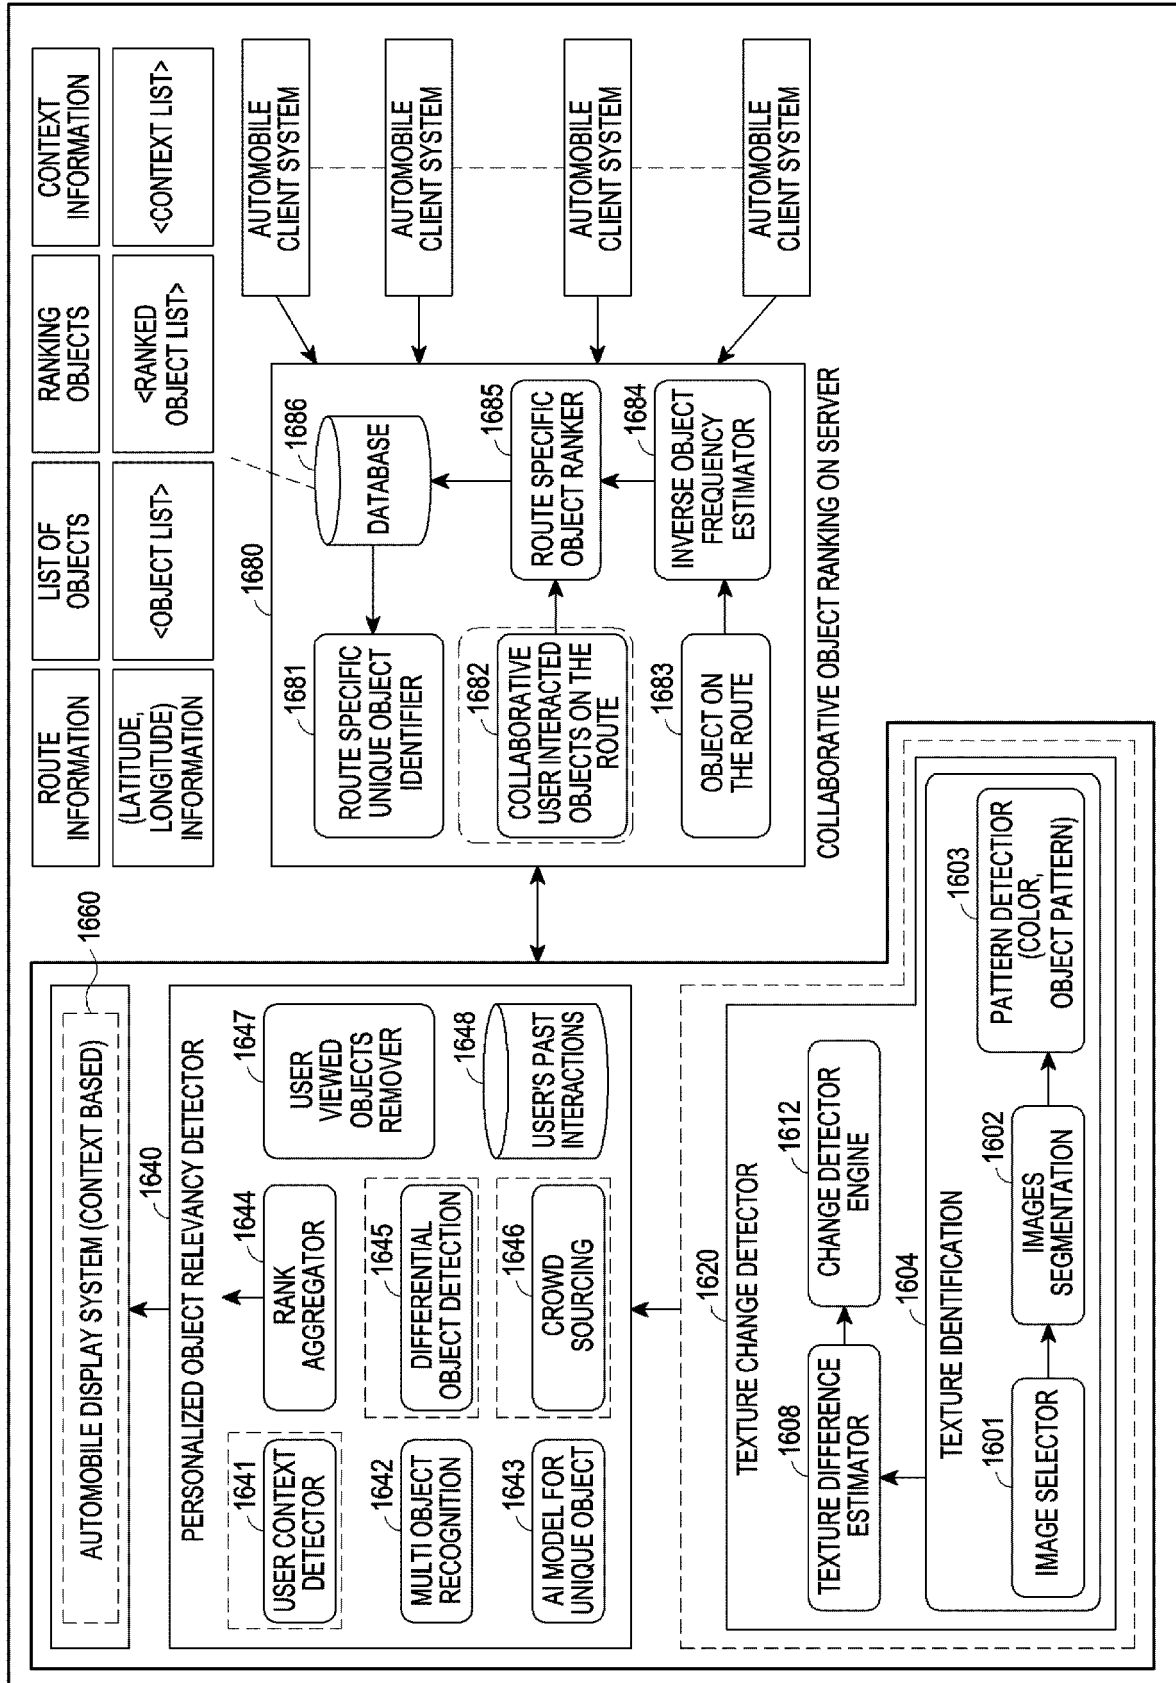 AUTOMOBILE DISPLAY SYSTEM (CONTEXT BASED)
1660
1640
PERSONALIZED OBJECT RELEVANCY DETECTOR
1641
USER CONTEXT
DETECTOR
1644
RANK
AGGREGATOR
1647
USER
VIEWED
OBJECTS
REMOVER
1642
MULTI OBJECT
RECOGNITION
1645
DIFFERENTIAL
OBJECT DETECTION
1643
AI MODEL FOR
UNIQUE OBJECT
1646
CROWD
SOURCING
1648
USER'S PAST
INTERACTIONS
1620
TEXTURE CHANGE DETECTOR
1608
TEXTURE DIFFERENCE
ESTIMATOR
1612
CHANGE DETECTOR
ENGINE
1604
TEXTURE IDENTIFICATION
1601
IMAGE SELECTOR
1602
IMAGES
SEGMENTATION
1603
PATTERN DETECTIOR
(COLOR,
OBJECT PATTERN)
ROUTE
INFORMATION
LIST OF
OBJECTS
RANKING
OBJECTS
CONTEXT
INFORMATION
(LATITUDE,
LONGITUDE)
INFORMATION
<OBJECT LIST>
<RANKED
OBJECT LIST>
<CONTEXT LIST>
1680
1681
ROUTE SPECIFIC
UNIQUE OBJECT
IDENTIFIER
1686
DATABASE
1682
COLLABORATIVE
USER INTERACTED
OBJECTS ON THE
ROUTE
1685
ROUTE SPECIFIC
OBJECT RANKER
1683
OBJECT ON
THE ROUTE
1684
INVERSE OBJECT
FREQUENCY
ESTIMATOR
COLLABORATIVE OBJECT RANKING ON SERVER
AUTOMOBILE
CLIENT SYSTEM
AUTOMOBILE
CLIENT SYSTEM
AUTOMOBILE
CLIENT SYSTEM
AUTOMOBILE
CLIENT SYSTEM